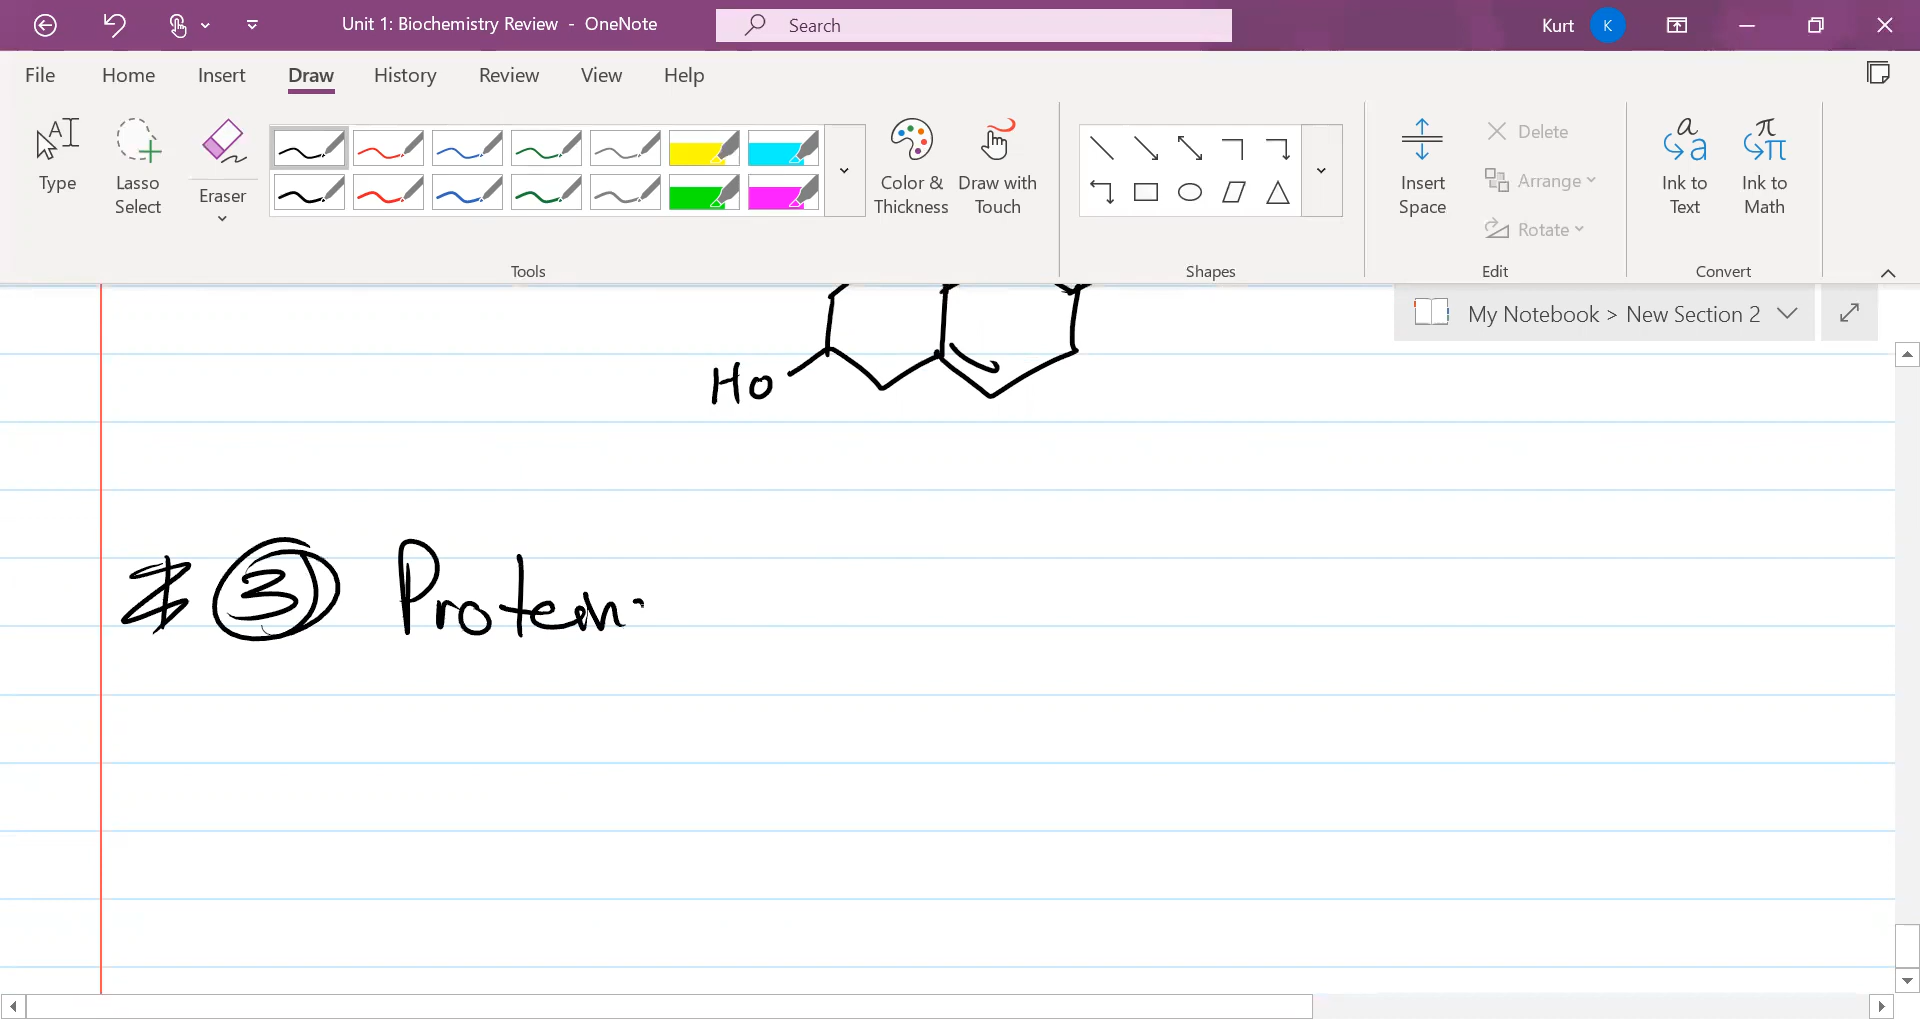 Unit 1: Biochemistry Review - OneNote
Search
Kurt
K
File Home Insert Draw History Review View Help
Type
Lasso Select
Eraser
Color & Thickness
Draw with Touch
Insert Space
Delete
Arrange
Rotate
Ink to Text
Ink to Math
Tools
Shapes
Edit
Convert
My Notebook > New Section 2
HO
3 Protein